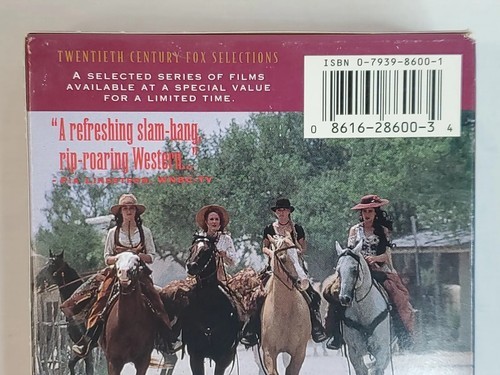 TWENTIETH CENTURY FOX SELECTIONS
A SELECTED SERIES OF FILMS
AVAILABLE AT A SPECIAL VALUE
FOR A LIMITED TIME.
ISBN 0-7939-8600-1
0 8616-28600-3 4
"A refreshing slam-bang,
rip-roaring Western..."